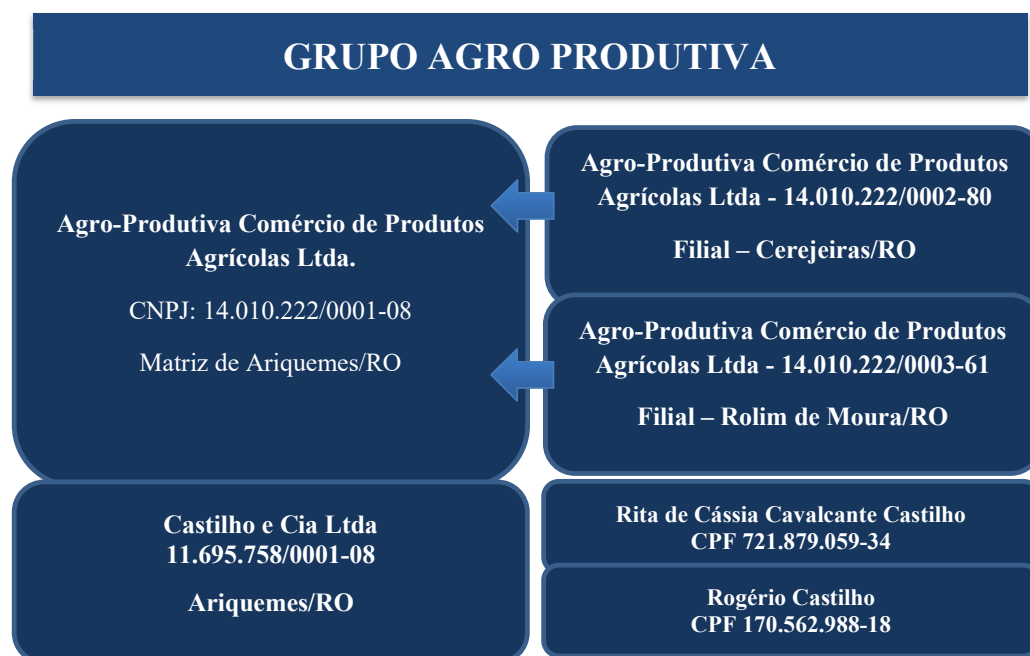 GRUPO AGRO PRODUTIVA
Agro-Produtiva Comércio de Produtos
Agrícolas Ltda.
CNPJ: 14.010.222/0001-08
Matriz de Ariquemes/RO
Agro-Produtiva Comércio de Produtos
Agrícolas Ltda - 14.010.222/0002-80
Filial – Cerejeiras/RO
Agro-Produtiva Comércio de Produtos
Agrícolas Ltda - 14.010.222/0003-61
Filial – Rolim de Moura/RO
Castilho e Cia Ltda
11.695.758/0001-08
Ariquemes/RO
Rita de Cássia Cavalcante Castilho
CPF 721.879.059-34
Rogério Castilho
CPF 170.562.988-18